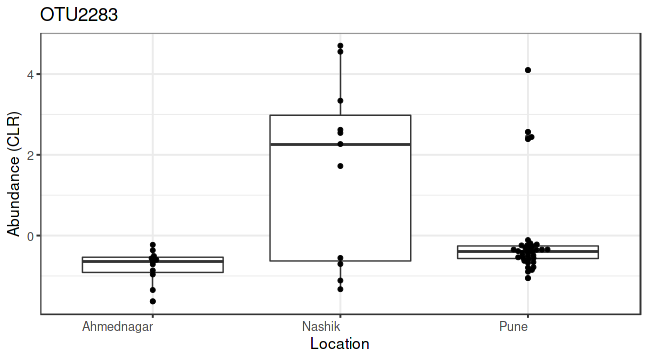 OTU2283
Abundance (CLR)
4
2
0
Ahmednagar
Nashik
Pune
Location